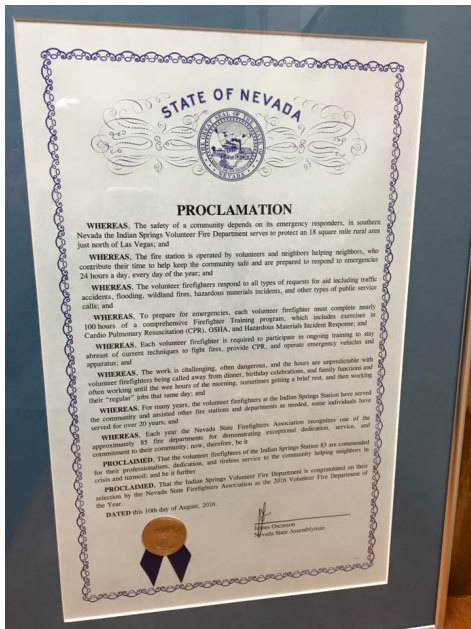 STATE OF NEVADA
PROCLAMATION
WHEREAS, The safety of a community depends on its emergency responders, in southern
Nevada the Indian Springs Volunteer Fire Department serves to protect an 18 square mile rural area
just north of Las Vegas; and
WHEREAS, The fire station is operated by volunteers and neighbors helping neighbors, who
contribute their time to help keep the community safe and are prepared to respond to emergencies
24 hours a day, every day of the year; and
WHEREAS, The volunteer firefighters respond to all types of requests for aid including traffic
accidents, flooding, wildland fires, hazardous materials incidents, and other types of public service
calls; and
WHEREAS, To prepare for emergencies, each volunteer firefighter must complete nearly
100 hours of a comprehensive Firefighter Training program, which includes exercises in
Cardio Pulmonary Resuscitation (CPR), OSHA, and Hazardous Materials Incident Response; and
WHEREAS, Each volunteer firefighter is required to participate in ongoing training to stay
abreast of current techniques to fight fires, provide CPR, and operate emergency vehicles and
apparatus; and
WHEREAS, The work is challenging, often dangerous, and the hours are unpredictable with
volunteer firefighters being called away from dinner, birthday celebrations, and family functions and
often working until the wee hours of the morning, sometimes getting a brief rest, and then working
their "regular" jobs that same day; and
WHEREAS, For many years, the volunteer firefighters at the Indian Springs Station have served
the community and assisted other fire stations and departments as needed, some individuals have
served for over 20 years; and
WHEREAS, Each year the Nevada State Firefighters Association recognizes one of the
approximately 85 fire departments for demonstrating exceptional dedication, service, and
commitment to their community; now, therefore, be it
PROCLAIMED, That the volunteer firefighters of the Indian Springs Station 83 are commended
for their professionalism, dedication, and tireless service to the community helping neighbors in
crisis and turmoil; and be it further
PROCLAIMED, That the Indian Springs Volunteer Fire Department is congratulated on their
selection by the Nevada State Firefighters Association as the 2016 Volunteer Fire Department of
the Year.
DATED this 10th day of August, 2016.
James Oscarson
Nevada State Assemblyman